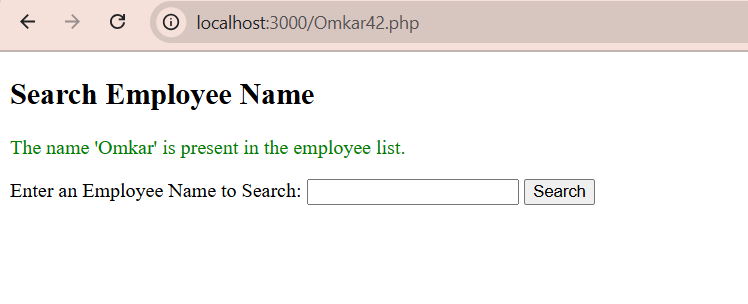 localhost:3000/Omkar42.php
Search Employee Name
The name 'Omkar' is present in the employee list.
Enter an Employee Name to Search: Search